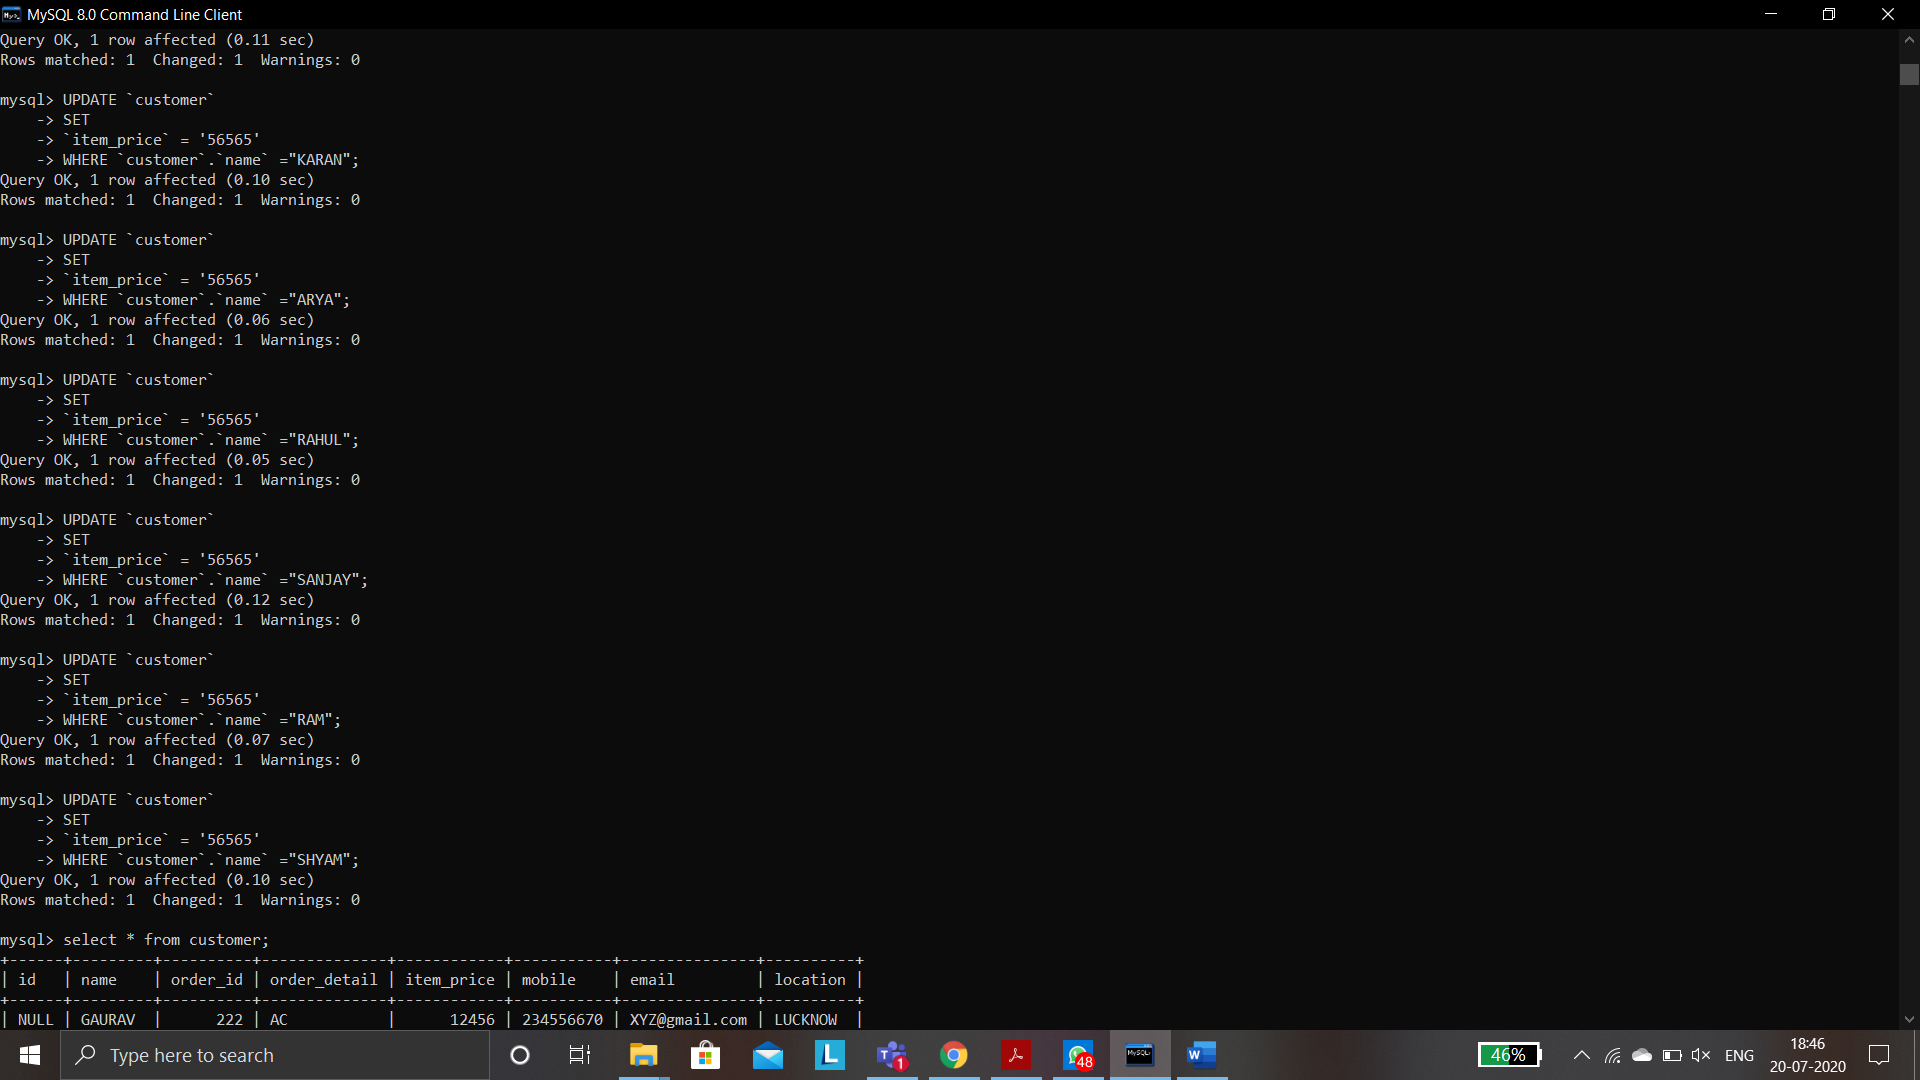 MySQL 8.0 Command Line Client
Query OK, 1 row affected (0.11 sec)
Rows matched: 1  Changed: 1  Warnings: 0
mysql> UPDATE `customer`
    -> SET
    -> `item_price` = '56565'
    -> WHERE `customer`.`name` ="KARAN";
Query OK, 1 row affected (0.10 sec)
Rows matched: 1  Changed: 1  Warnings: 0
mysql> UPDATE `customer`
    -> SET
    -> `item_price` = '56565'
    -> WHERE `customer`.`name` ="ARYA";
Query OK, 1 row affected (0.06 sec)
Rows matched: 1  Changed: 1  Warnings: 0
mysql> UPDATE `customer`
    -> SET
    -> `item_price` = '56565'
    -> WHERE `customer`.`name` ="RAHUL";
Query OK, 1 row affected (0.05 sec)
Rows matched: 1  Changed: 1  Warnings: 0
mysql> UPDATE `customer`
    -> SET
    -> `item_price` = '56565'
    -> WHERE `customer`.`name` ="SANJAY";
Query OK, 1 row affected (0.12 sec)
Rows matched: 1  Changed: 1  Warnings: 0
mysql> UPDATE `customer`
    -> SET
    -> `item_price` = '56565'
    -> WHERE `customer`.`name` ="RAM";
Query OK, 1 row affected (0.07 sec)
Rows matched: 1  Changed: 1  Warnings: 0
mysql> UPDATE `customer`
    -> SET
    -> `item_price` = '56565'
    -> WHERE `customer`.`name` ="SHYAM";
Query OK, 1 row affected (0.10 sec)
Rows matched: 1  Changed: 1  Warnings: 0
mysql> select * from customer;
+------+---------+----------+--------------+------------+-----------+---------------+----------+
| id   | name    | order_id | order_detail | item_price | mobile    | email         | location |
+------+---------+----------+--------------+------------+-----------+---------------+----------+
| NULL | GAURAV  |      222 | AC           |      12456 | 234556670 | XYZ@gmail.com | LUCKNOW  |
Type here to search
L
1
48
MySQL
W
46%
ENG
18:46
20-07-2020